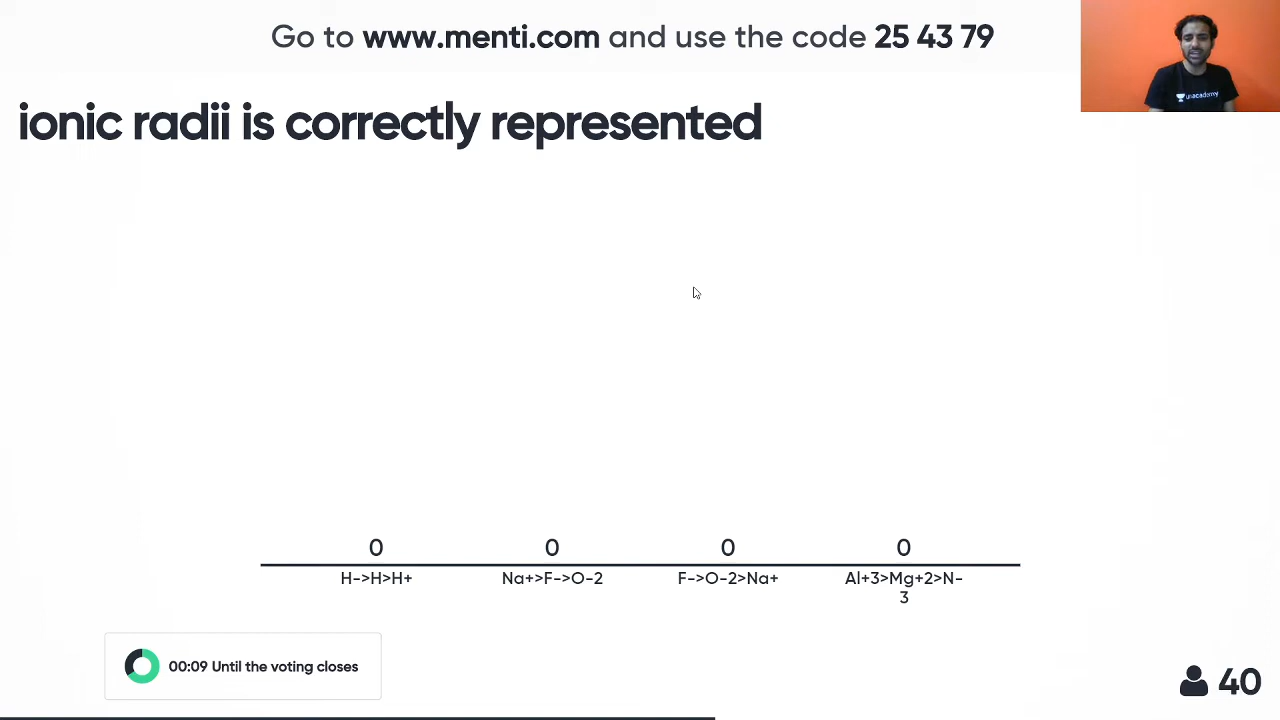 Go to www.menti.com and use the code 25 43 79
unacademy
ionic radii is correctly represented
0 0 0 0
H->H>H+ Na+>F->O-2 F->O-2>Na+ Al+3>Mg+2>N-
3
00:09 Until the voting closes
40